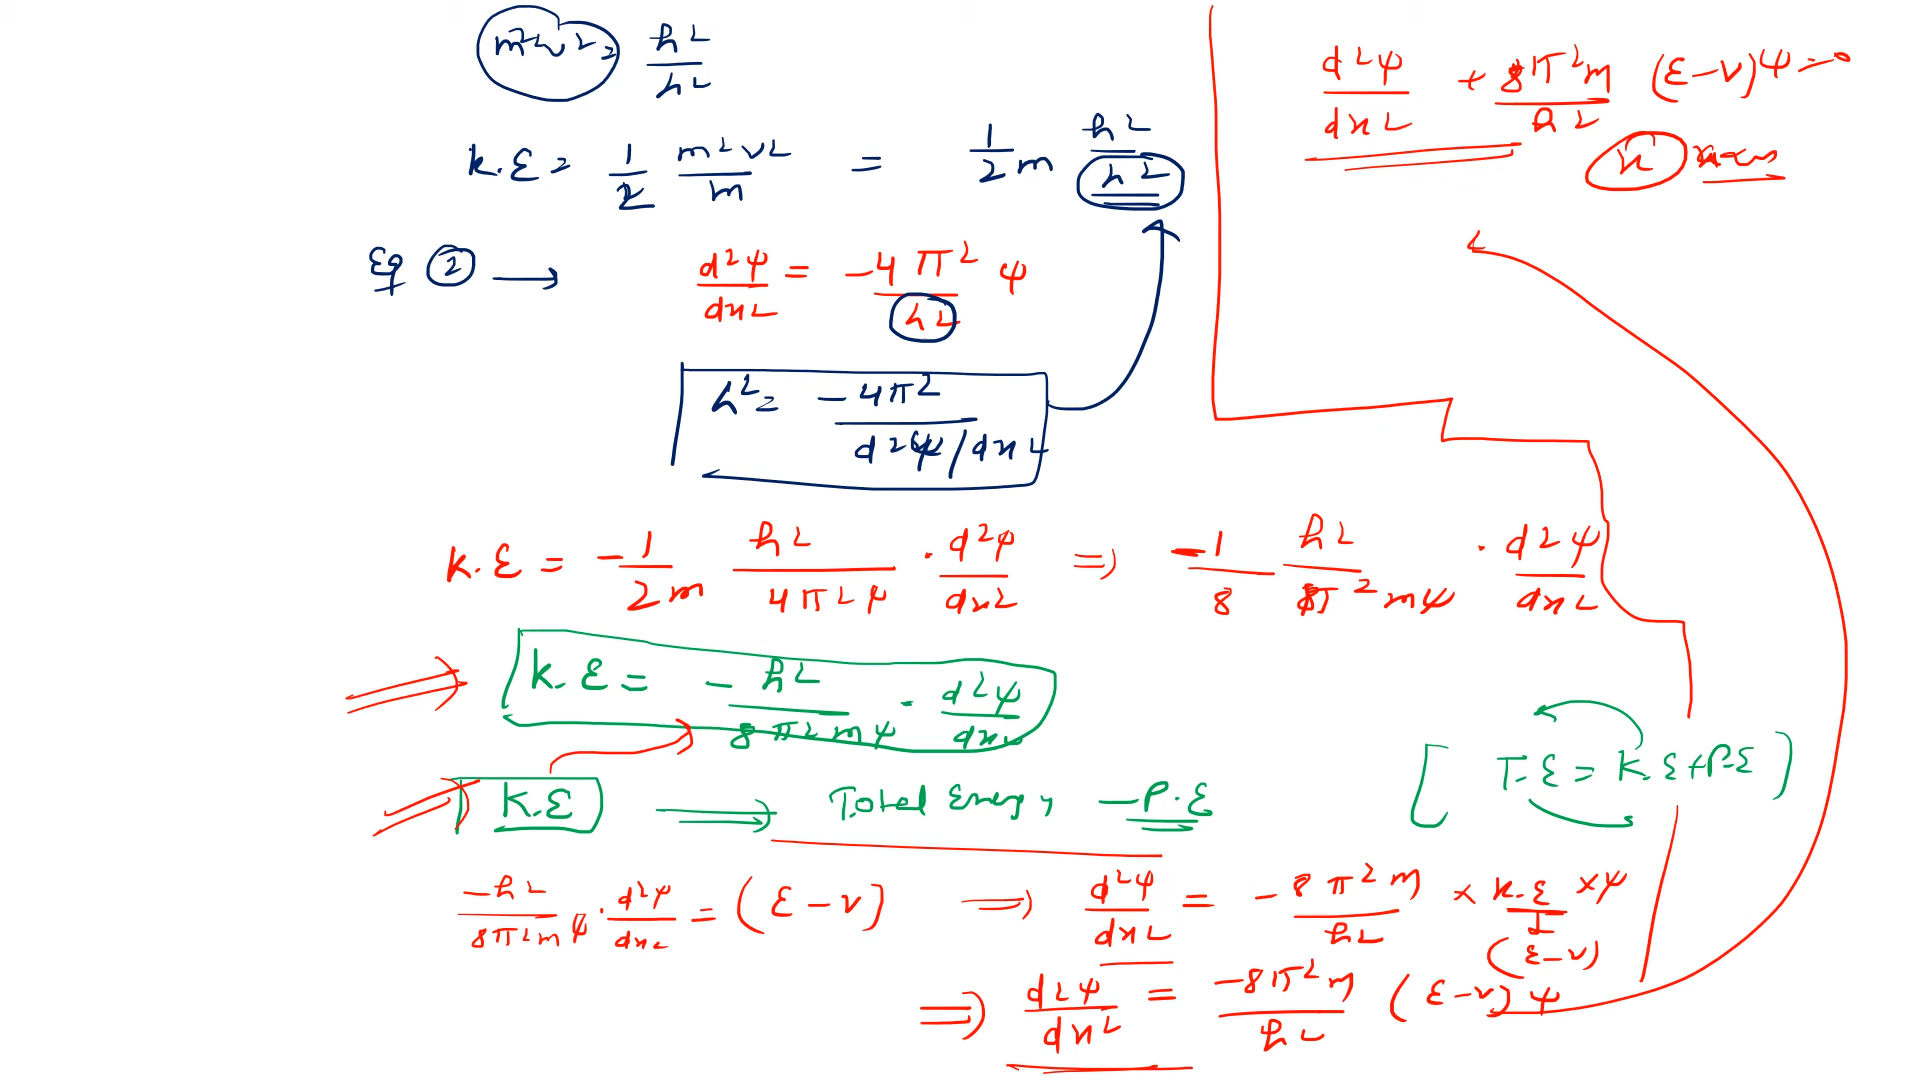 m²v² = h² / λ²
K.E = 1/2 m²v²/m = 1/2m h²/λ²
Eq ② → d²ψ/dx² = -4π²/λ² ψ
λ² = -4π² / d²ψ/dx²
K.E = -1/2m h²/4π²ψ · d²ψ/dx² ⇒ -1/8 h²/8π²mψ · d²ψ/dx²
⇒ K.E = - h²/8π²mψ · d²ψ/dx²
⇒ K.E ⇒ Total Energy - P.E
[ T.E = K.E + P.E ]
-h²/8π²mψ · d²ψ/dx² = (E - V) ⇒ d²ψ/dx² = -8π²m/h² × K.E × ψ
(E - V)
⇒ d²ψ/dx² = -8π²m/h² (E - V) ψ
d²ψ/dx² + 8π²m/h² (E - V) ψ = 0
x